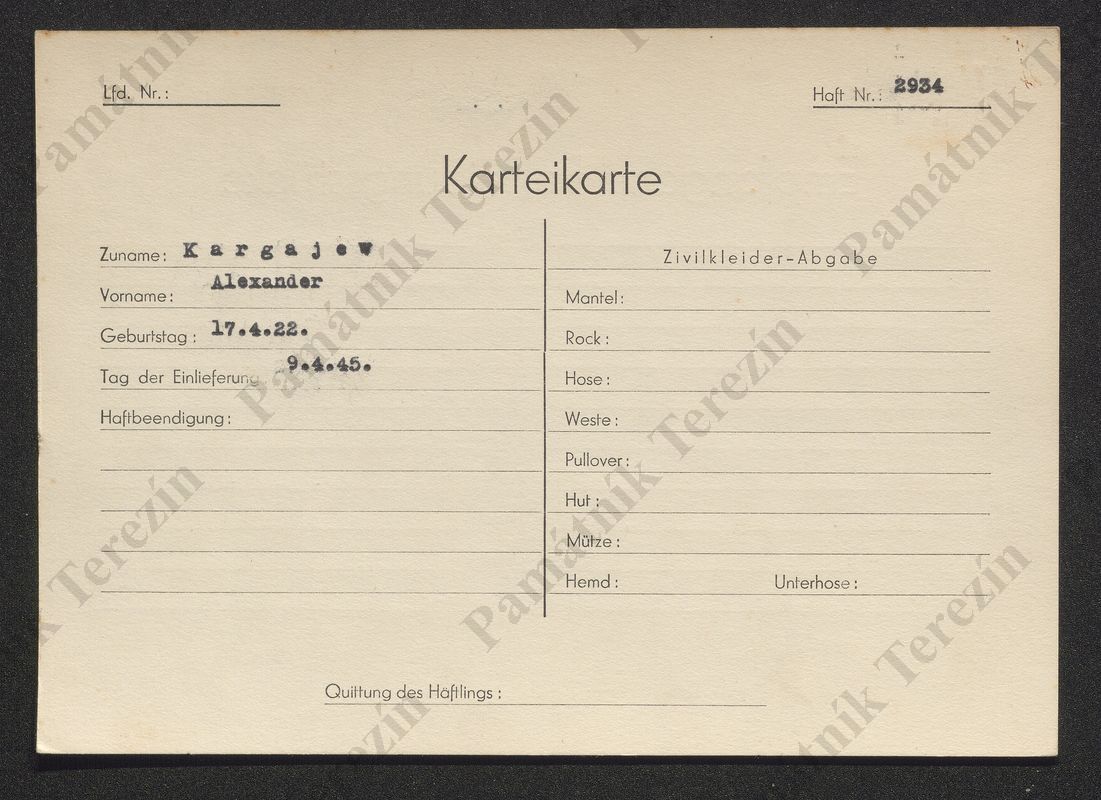 Lfd. Nr.:
Haft Nr.: 2934
Karteikarte
Zuname: Kargajew
Vorname: Alexander
Geburtstag: 17.4.22.
Tag der Einlieferung 9.4.45.
Haftbeendigung:
Zivilkleider-Abgabe
Mantel:
Rock:
Hose:
Weste:
Pullover:
Hut:
Mütze:
Hemd: Unterhose:
Quittung des Häftlings:
Památník Terezín